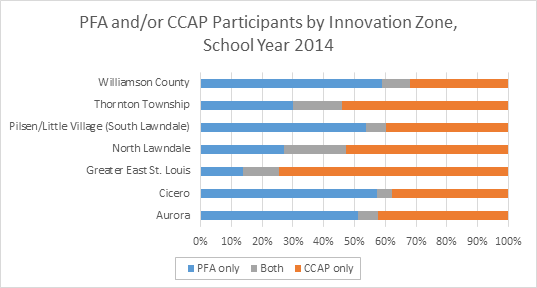 PFA and/or CCAP Participants by Innovation Zone,
School Year 2014
Williamson County
Thornton Township
Pilsen/Little Village (South Lawndale)
North Lawndale
Greater East St. Louis
Cicero
Aurora
0% 10% 20% 30% 40% 50% 60% 70% 80% 90% 100%
PFA only Both CCAP only